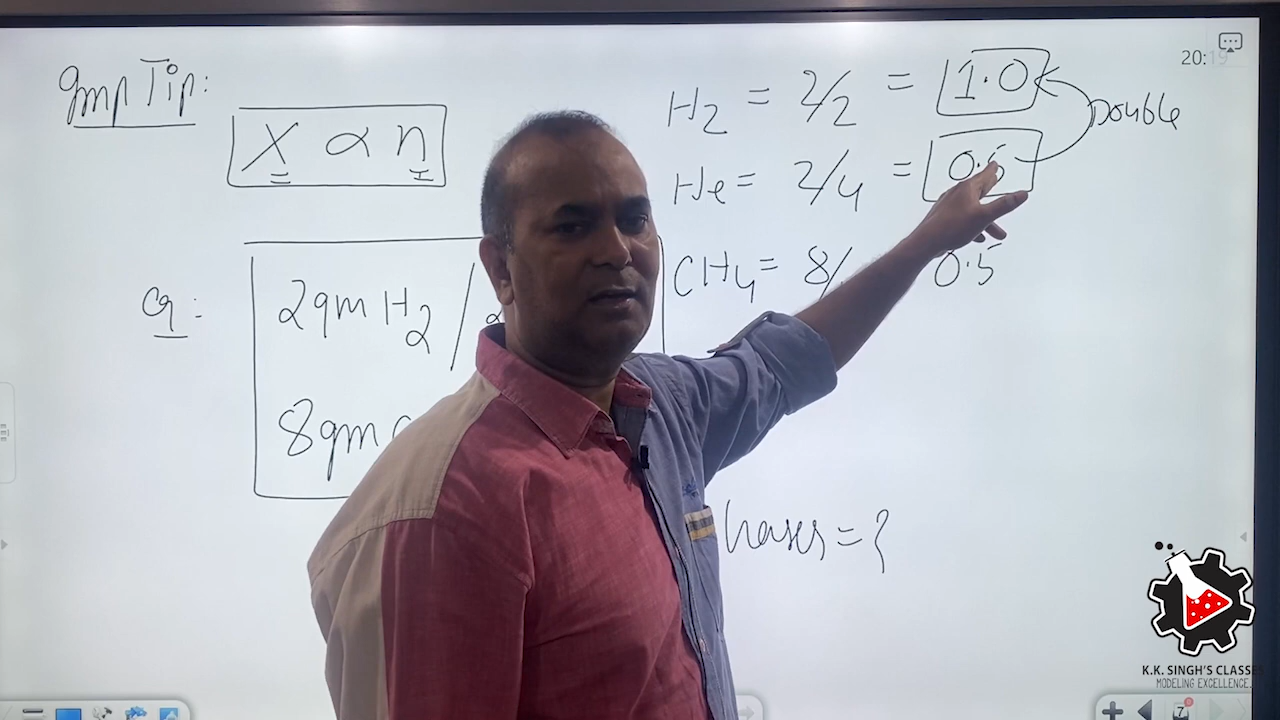 Imp Tip:
X ∝ n
Q:
2gm H2 /
8gm
H2 = 2/2 = 1.0
Double
He = 2/4 = 0.5
CH4 = 8/ 0.5
= ?
20:19
7
K.K. SINGH'S CLASSES
MODELING EXCELLENCE.